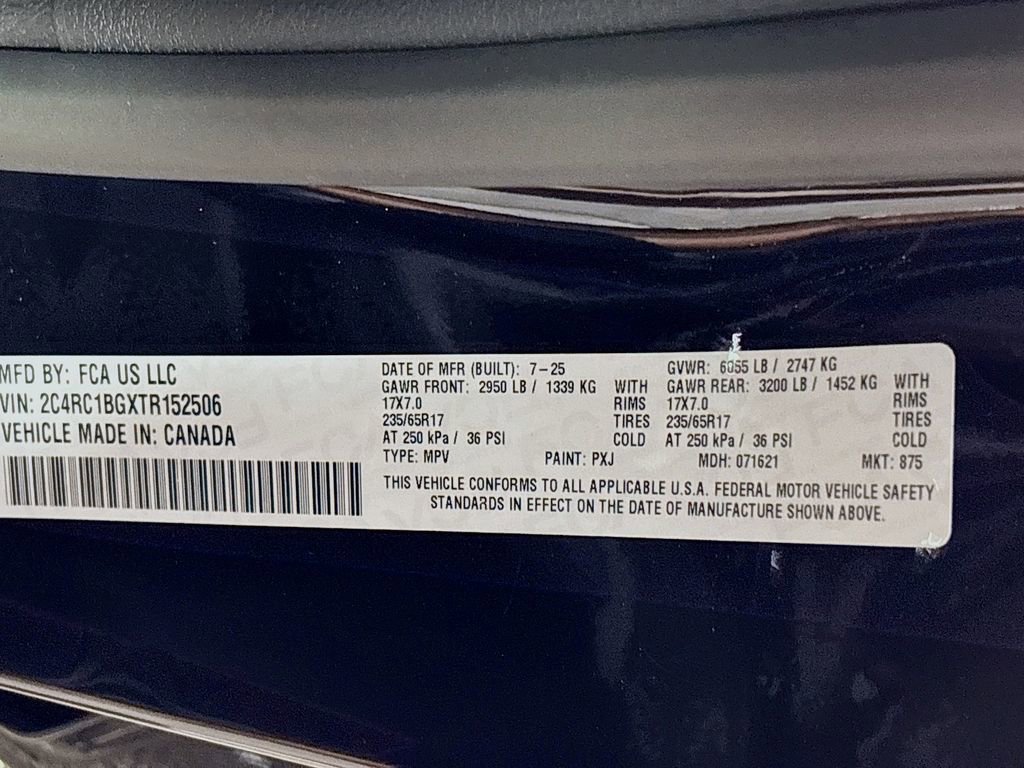 MFD BY: FCA US LLC
VIN: 2C4RC1BGXTR152506
VEHICLE MADE IN: CANADA
DATE OF MFR (BUILT): 7-25
GVWR: 6055 LB / 2747 KG
GAWR FRONT: 2950 LB / 1339 KG WITH
GAWR REAR: 3200 LB / 1452 KG WITH
17X7.0 RIMS
17X7.0 RIMS
235/65R17 TIRES
235/65R17 TIRES
AT 250 kPa / 36 PSI COLD
AT 250 kPa / 36 PSI COLD
TYPE: MPV PAINT: PXJ MDH: 071621 MKT: 875
THIS VEHICLE CONFORMS TO ALL APPLICABLE U.S.A. FEDERAL MOTOR VEHICLE SAFETY
STANDARDS IN EFFECT ON THE DATE OF MANUFACTURE SHOWN ABOVE.